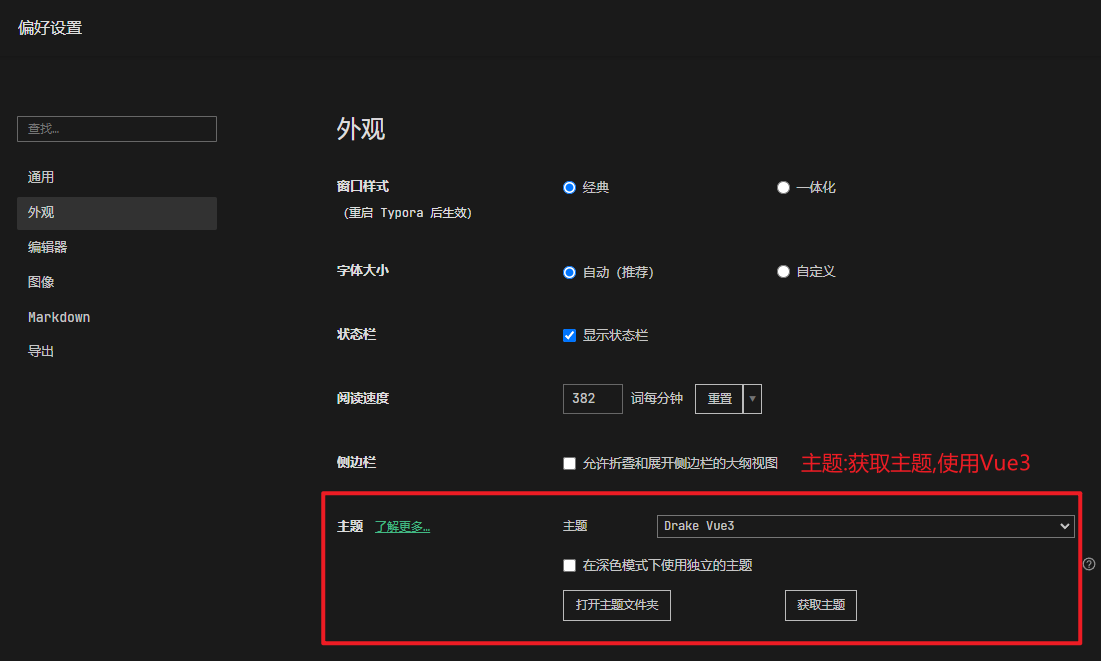 偏好设置
查找…
通用
外观
编辑器
图像
Markdown
导出
外观
窗口样式
(重启 Typora 后生效)
经典
一体化
字体大小
自动（推荐）
自定义
状态栏
显示状态栏
阅读速度
382 词每分钟 重置
侧边栏
允许折叠和展开侧边栏的大纲视图
主题:获取主题,使用Vue3
主题 了解更多…
主题 Drake Vue3
在深色模式下使用独立的主题
?
打开主题文件夹
获取主题